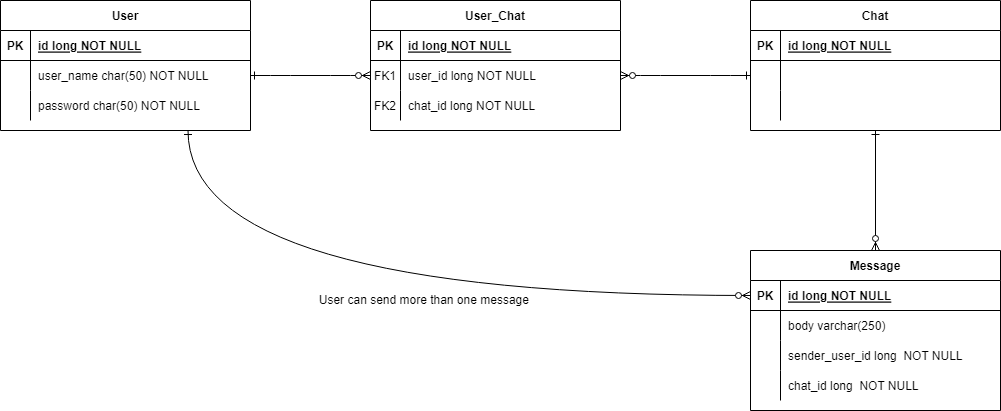 User
PK id long NOT NULL
user_name char(50) NOT NULL
password char(50) NOT NULL
User_Chat
PK id long NOT NULL
FK1 user_id long NOT NULL
FK2 chat_id long NOT NULL
Chat
PK id long NOT NULL
User can send more than one message
Message
PK id long NOT NULL
body varchar(250)
sender_user_id long  NOT NULL
chat_id long  NOT NULL